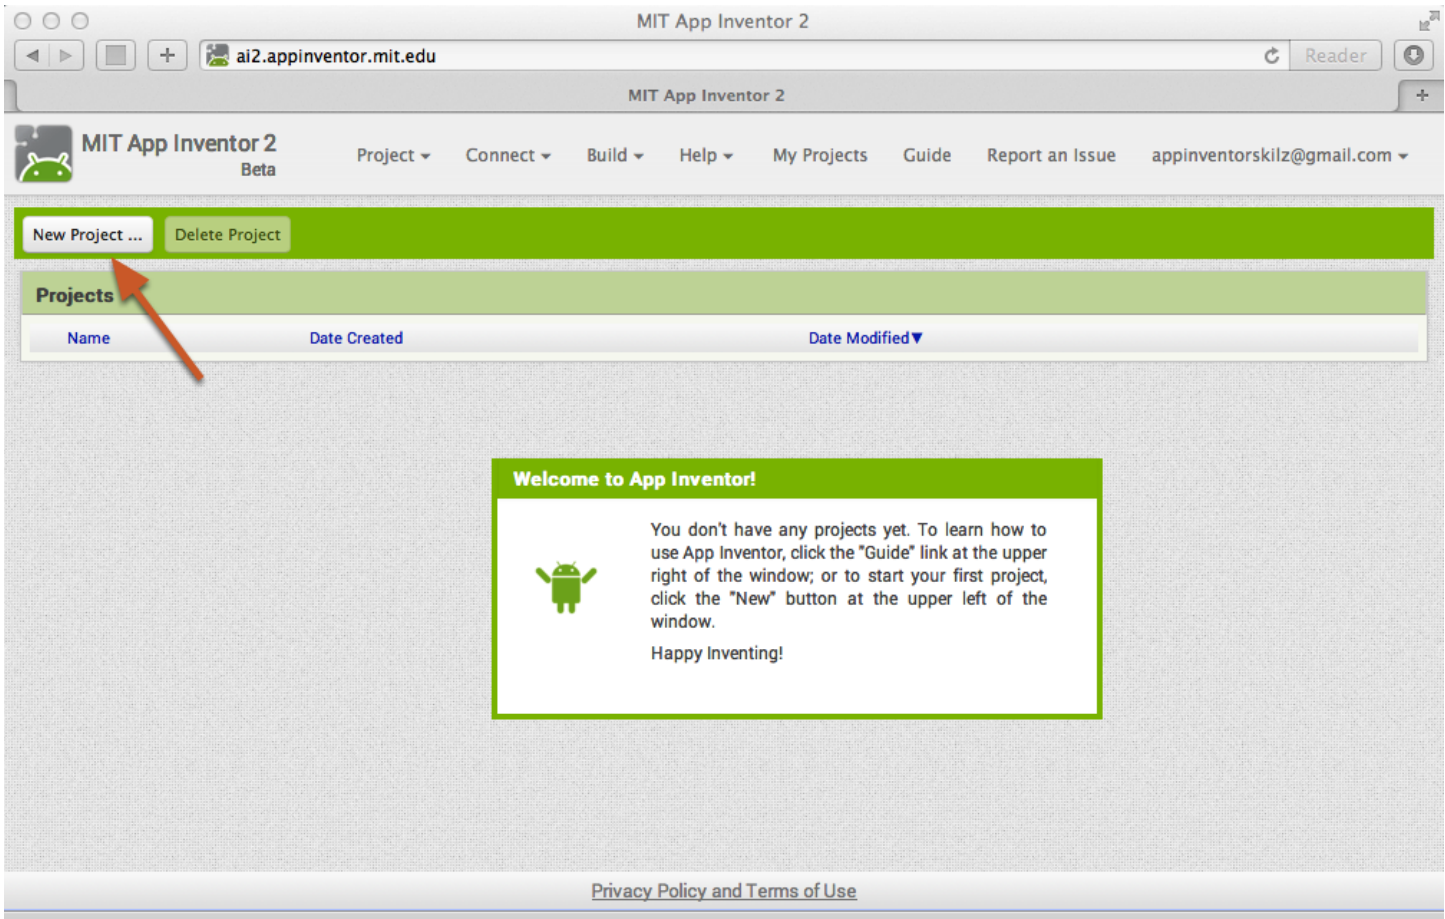 MIT App Inventor 2
ai2.appinventor.mit.edu
Reader
MIT App Inventor 2
MIT App Inventor 2
Beta
Project Connect Build Help My Projects Guide Report an Issue appinventorskilz@gmail.com
New Project ... Delete Project
Projects
Name Date Created Date Modified▼
Welcome to App Inventor!
You don't have any projects yet. To learn how to
use App Inventor, click the "Guide" link at the upper
right of the window; or to start your first project,
click the "New" button at the upper left of the
window.
Happy Inventing!
Privacy Policy and Terms of Use